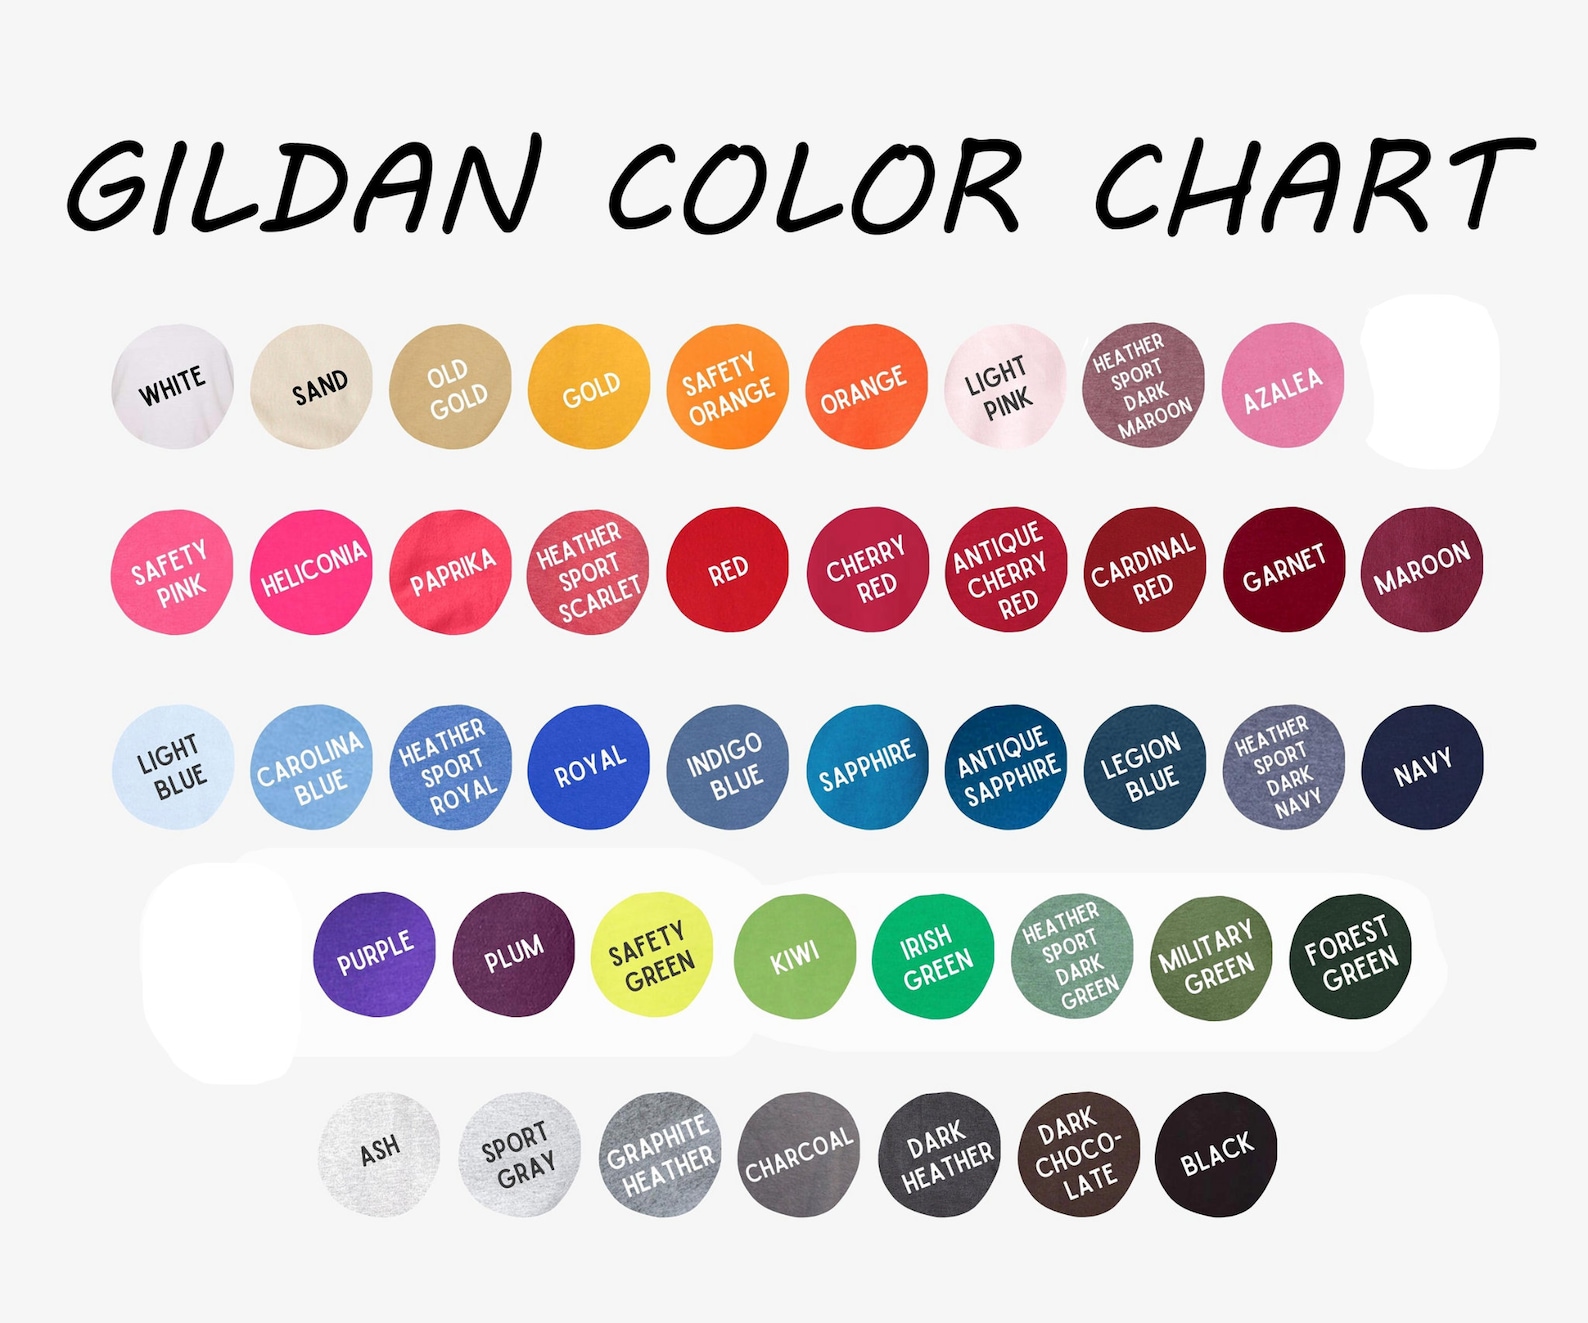 GILDAN COLOR CHART
WHITE
SAND
OLD
GOLD
GOLD
SAFETY
ORANGE
ORANGE
LIGHT
PINK
HEATHER
SPORT
DARK
MAROON
AZALEA
SAFETY
PINK
HELICONIA
PAPRIKA
HEATHER
SPORT
SCARLET
RED
CHERRY
RED
ANTIQUE
CHERRY
RED
CARDINAL
RED
GARNET
MAROON
LIGHT
BLUE
CAROLINA
BLUE
HEATHER
SPORT
ROYAL
ROYAL
INDIGO
BLUE
SAPPHIRE
ANTIQUE
SAPPHIRE
LEGION
BLUE
HEATHER
SPORT
DARK
NAVY
NAVY
PURPLE
PLUM
SAFETY
GREEN
KIWI
IRISH
GREEN
HEATHER
SPORT
DARK
GREEN
MILITARY
GREEN
FOREST
GREEN
ASH
SPORT
GRAY
GRAPHITE
HEATHER
CHARCOAL
DARK
HEATHER
DARK
CHOCO-
LATE
BLACK